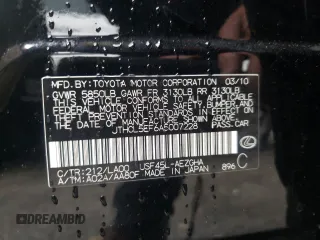 MFD.BY:TOYOTA MOTOR CORPORATION 03/10
GVWR 5850LB GAWR FR 3130LB RR 3130LB
THIS VEHICLE CONFORMS TO ALL APPLICABLE
FEDERAL MOTOR VEHICLE SAFETY, BUMPER, AND
THEFT PREVENTION STANDARDS IN EFFECT ON
THE DATE OF MANUFACTURE SHOWN ABOVE.
JTHCL5EF6A5007228 PASS.CAR
C/TR:212/LA00 USF45L-AEZGHA
A/TM:A02A/AA80F MADE IN JAPAN 896 C